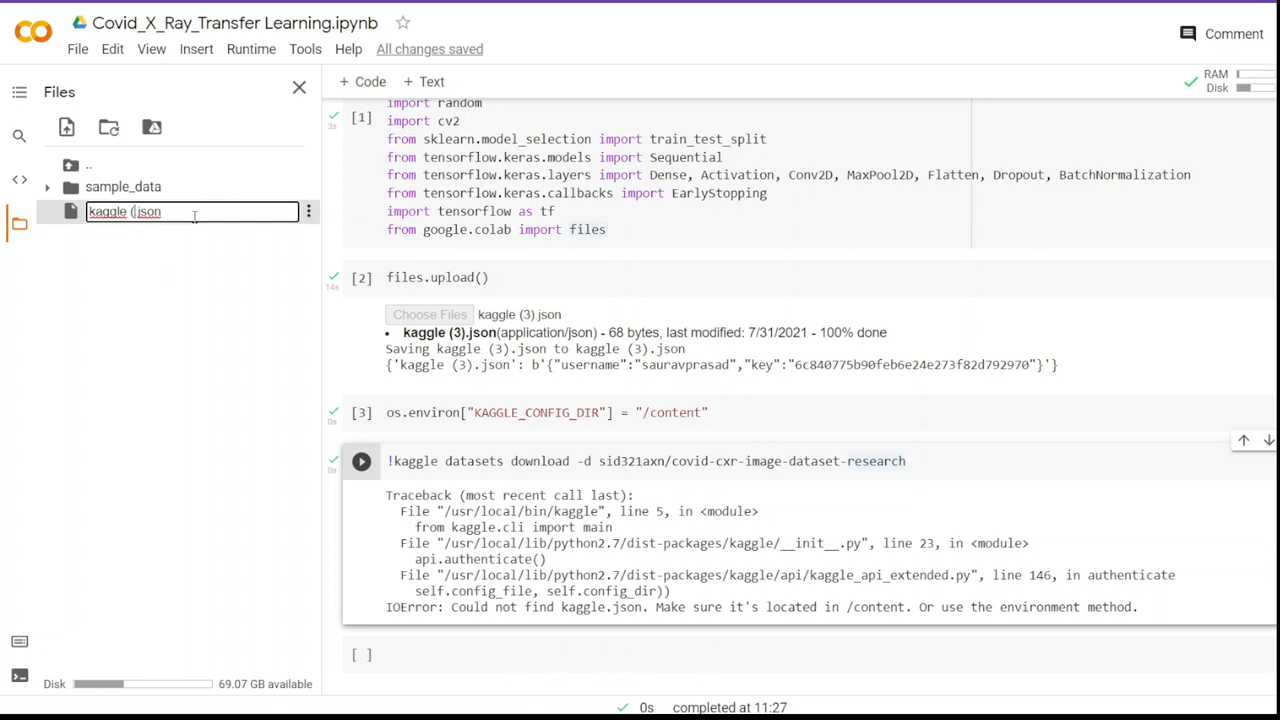 Covid_X_Ray_Transfer Learning.ipynb
File Edit View Insert Runtime Tools Help All changes saved
Comment
Files
+ Code + Text
RAM
Disk
..
sample_data
kaggle (.json
3s
[1]
import random
import cv2
from sklearn.model_selection import train_test_split
from tensorflow.keras.models import Sequential
from tensorflow.keras.layers import Dense, Activation, Conv2D, MaxPool2D, Flatten, Dropout, BatchNormalization
from tensorflow.keras.callbacks import EarlyStopping
import tensorflow as tf
from google.colab import files
14s
[2] files.upload()
Choose Files kaggle (3).json
• kaggle (3).json(application/json) - 68 bytes, last modified: 7/31/2021 - 100% done
Saving kaggle (3).json to kaggle (3).json
{'kaggle (3).json': b'{"username":"sauravprasad","key":"6c840775b90feb6e24e273f82d792970"}'}
0s
[3] os.environ["KAGGLE_CONFIG_DIR"] = "/content"
0s
!kaggle datasets download -d sid321axn/covid-cxr-image-dataset-research
Traceback (most recent call last):
File "/usr/local/bin/kaggle", line 5, in <module>
from kaggle.cli import main
File "/usr/local/lib/python2.7/dist-packages/kaggle/__init__.py", line 23, in <module>
api.authenticate()
File "/usr/local/lib/python2.7/dist-packages/kaggle/api/kaggle_api_extended.py", line 146, in authenticate
self.config_file, self.config_dir))
IOError: Could not find kaggle.json. Make sure it's located in /content. Or use the environment method.
[ ]
Disk 69.07 GB available
0s completed at 11:27